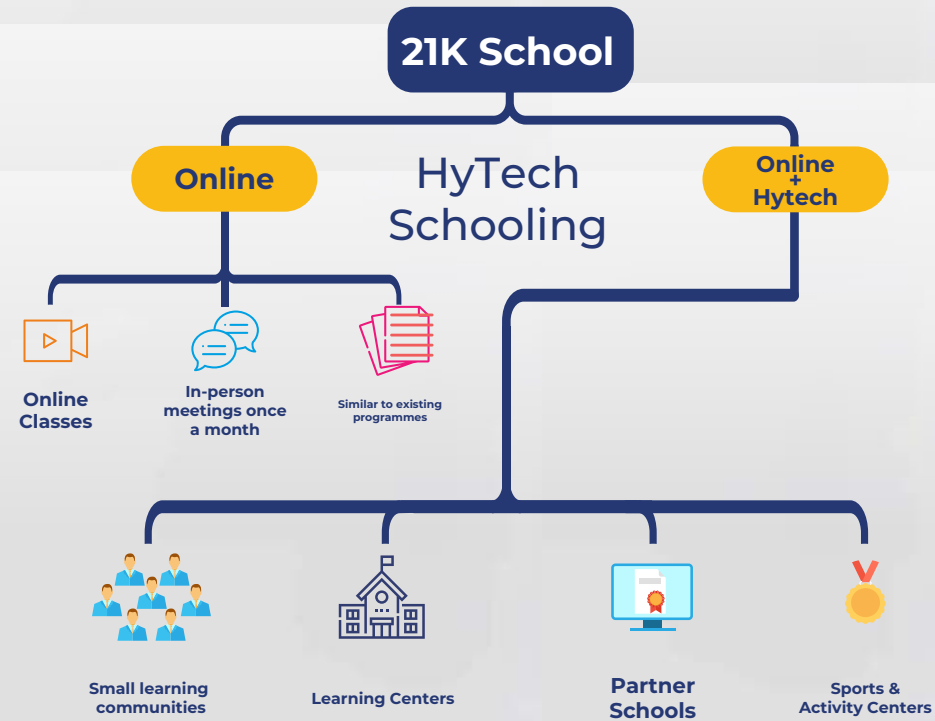 21K School
Online
HyTech
Schooling
Online
+
Hytech
Online
Classes
In-person
meetings once
a month
Similar to existing
programmes
Small learning
communities
Learning Centers
Partner
Schools
Sports &
Activity Centers